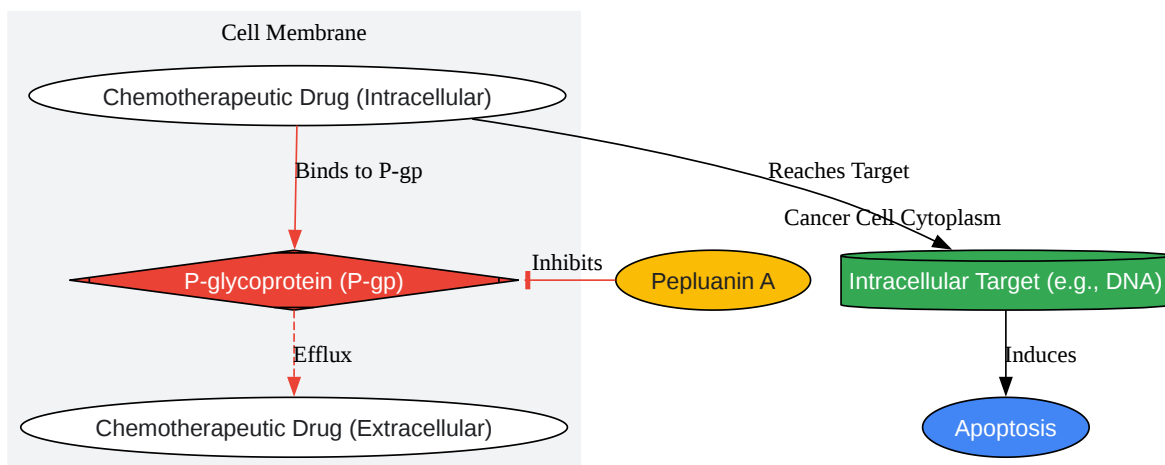 Cell Membrane
Chemotherapeutic Drug (Intracellular)
Binds to P-gp
Reaches Target
Cancer Cell Cytoplasm
P-glycoprotein (P-gp)
Inhibits
Pepluanin A
Intracellular Target (e.g., DNA)
Efflux
Induces
Chemotherapeutic Drug (Extracellular)
Apoptosis